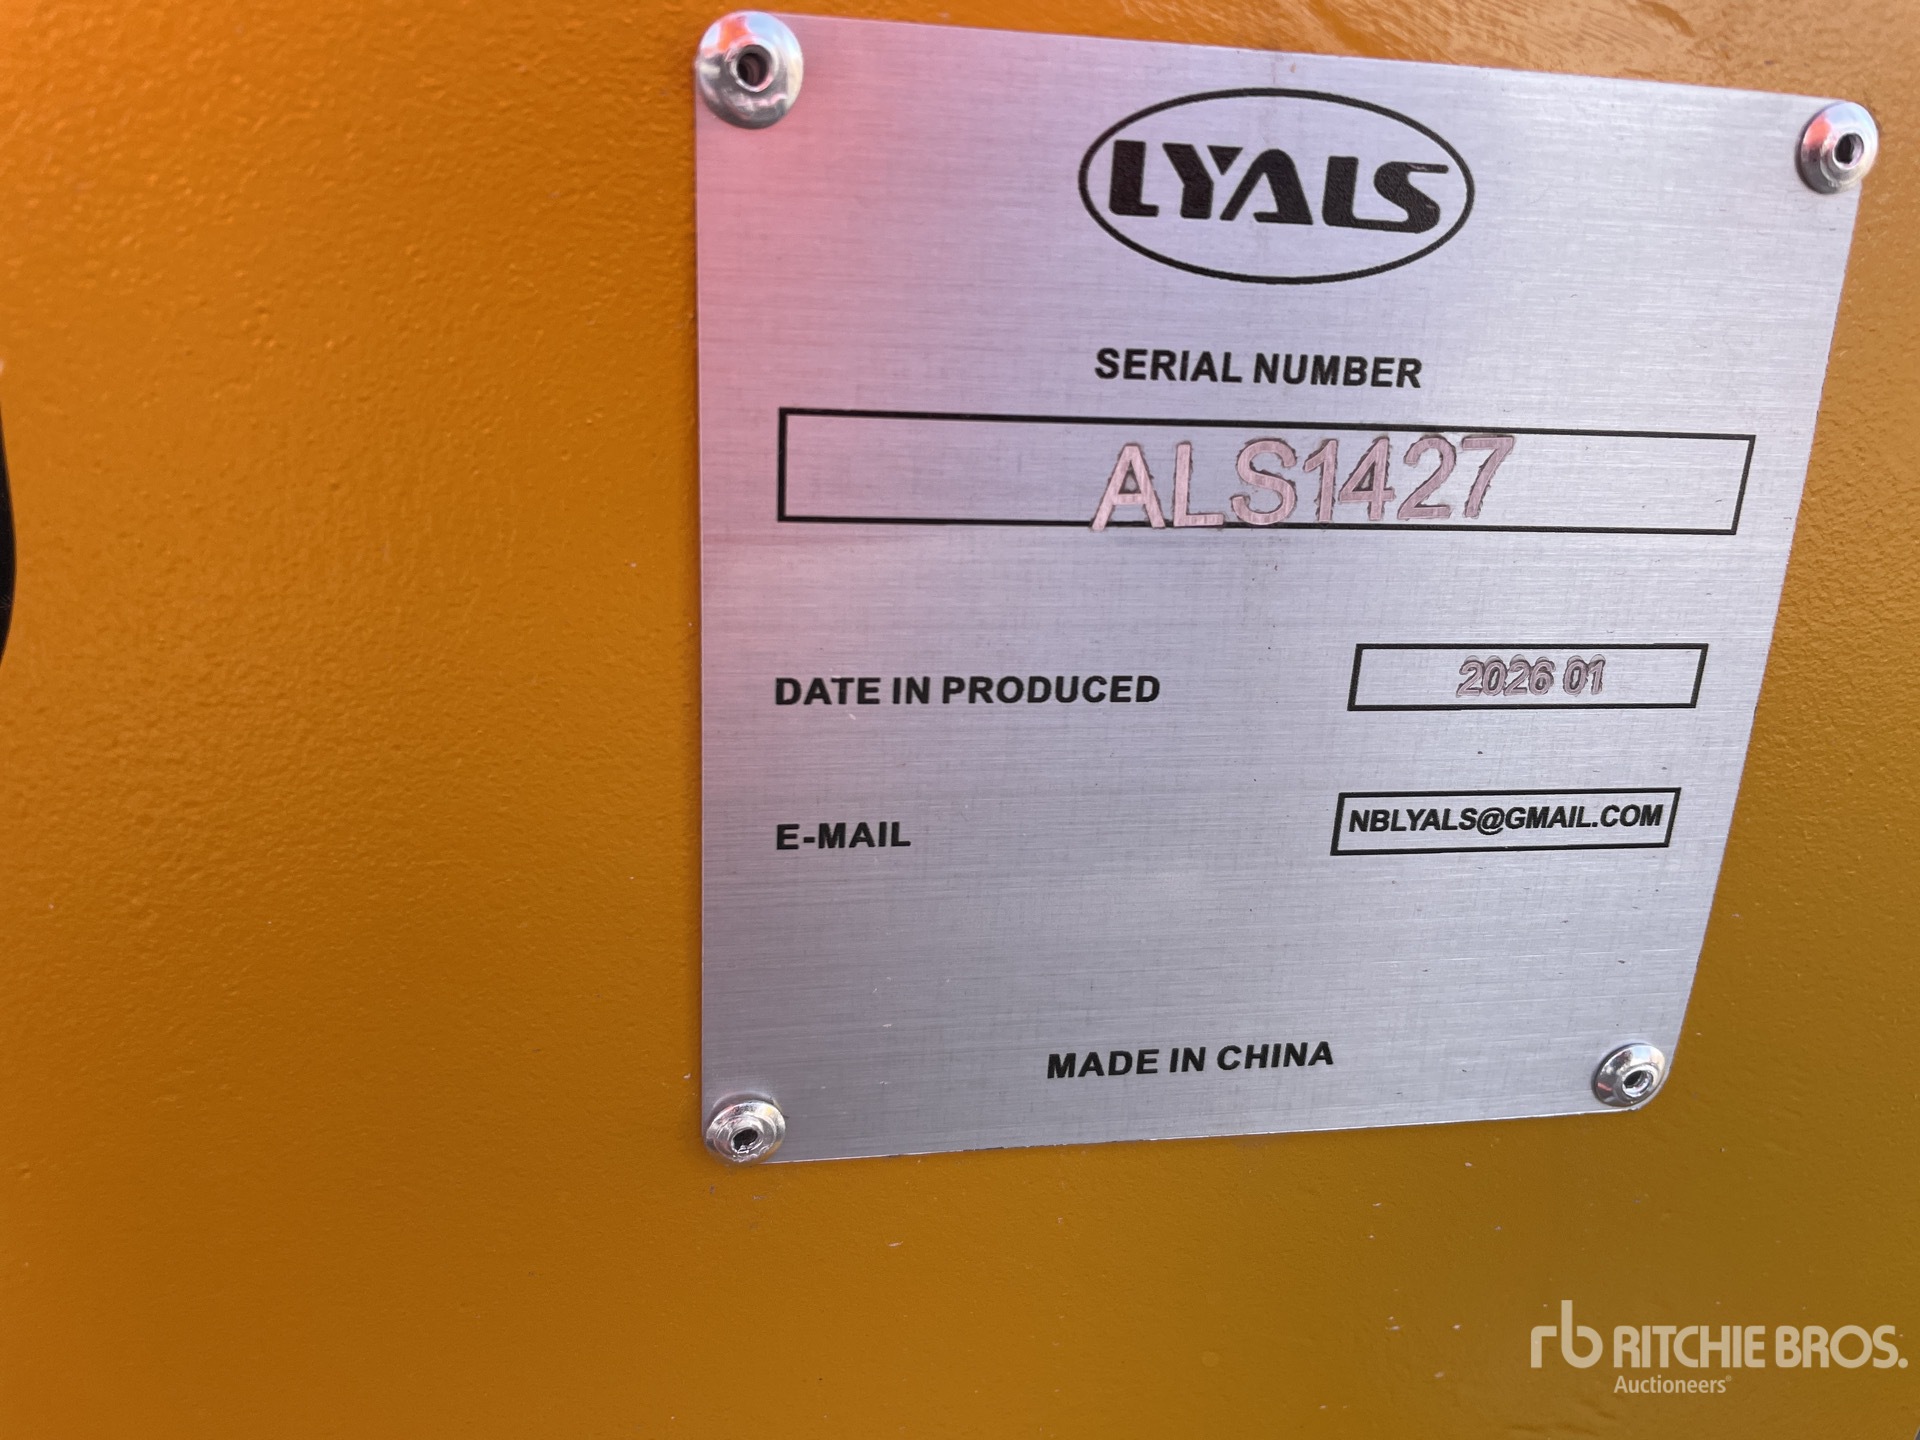 LYALS
SERIAL NUMBER
ALS1427
DATE IN PRODUCED 2026 01
E-MAIL NBLYALS@GMAIL.COM
MADE IN CHINA
rb RITCHIE BROS.
Auctioneers